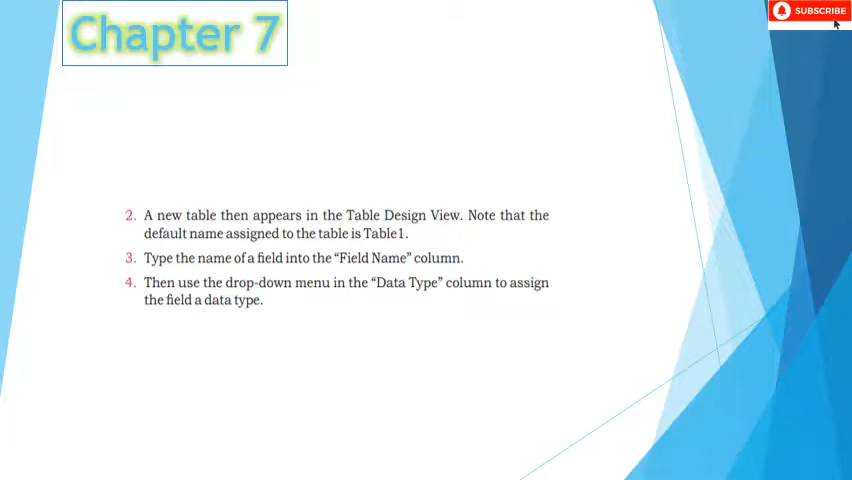 Chapter 7
SUBSCRIBE
2. A new table then appears in the Table Design View. Note that the
default name assigned to the table is Table1.
3. Type the name of a field into the “Field Name” column.
4. Then use the drop-down menu in the “Data Type” column to assign
the field a data type.